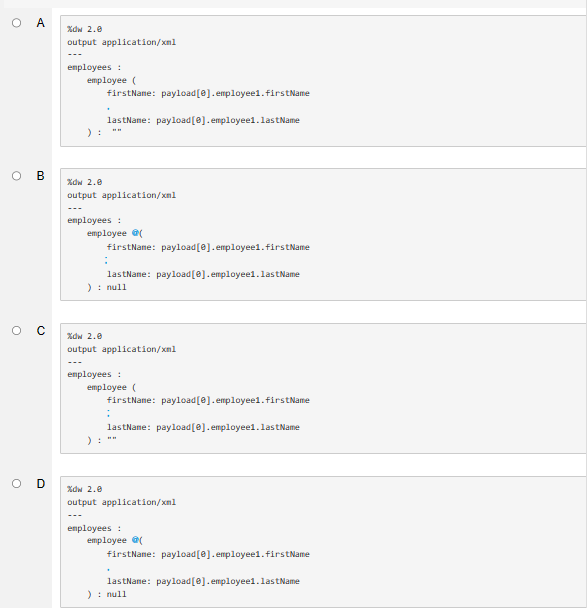 A
%dw 2.0
output application/xml
---
employees :
employee (
firstName: payload[0].employee1.firstName
,
lastName: payload[0].employee1.lastName
) : ""
B
%dw 2.0
output application/xml
---
employees :
employee @(
firstName: payload[0].employee1.firstName
;
lastName: payload[0].employee1.lastName
) : null
C
%dw 2.0
output application/xml
---
employees :
employee (
firstName: payload[0].employee1.firstName
;
lastName: payload[0].employee1.lastName
) : ""
D
%dw 2.0
output application/xml
---
employees :
employee @(
firstName: payload[0].employee1.firstName
,
lastName: payload[0].employee1.lastName
) : null